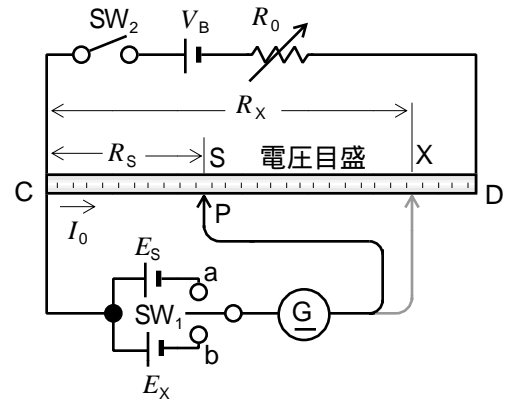 SW2 VB R0
RX
RS S 電圧目盛 X
C D
I0 P
ES a
SW1 G
b
EX